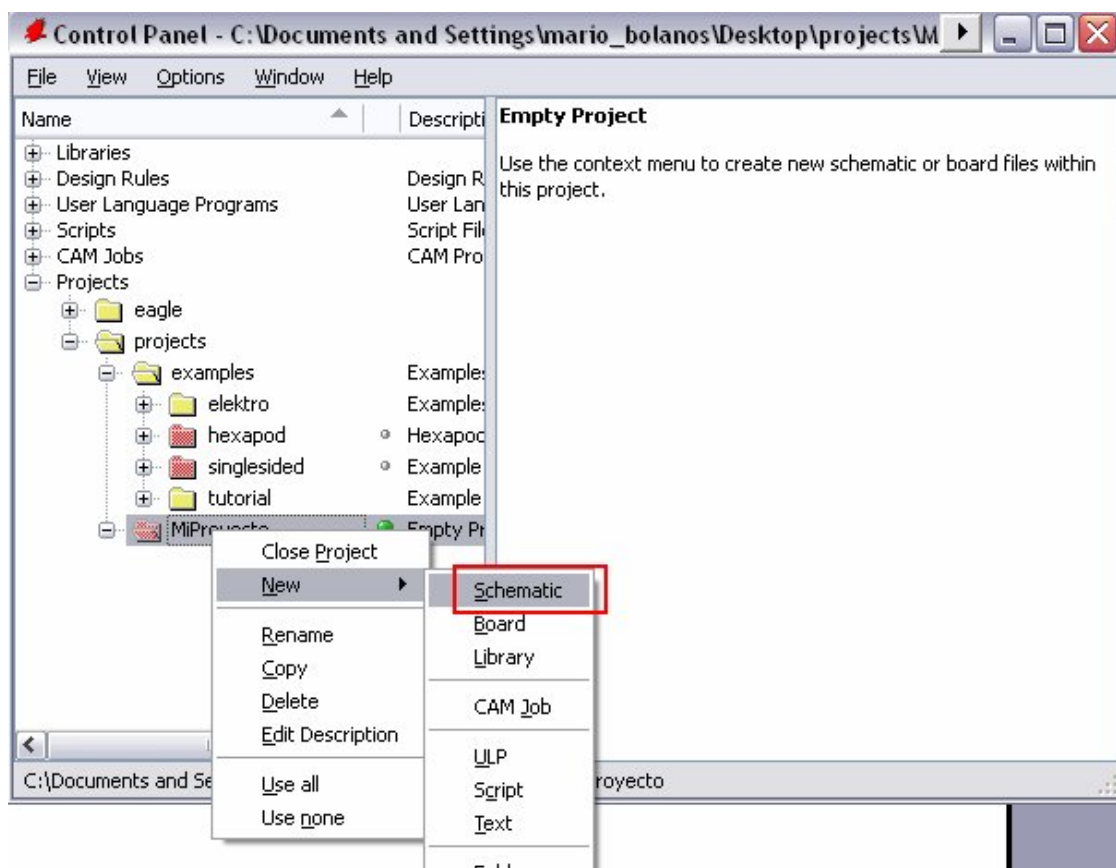 Control Panel - C:\Documents and Settings\mario_bolanos\Desktop\projects\M
File View Options Window Help
Name Descripti
Libraries
Design Rules Design R
User Language Programs User Lan
Scripts Script Fil
CAM Jobs CAM Pro
Projects
eagle
projects
examples Example
elektro Example
hexapod Hexapod
singlesided Example
tutorial Example
MiProyecto Empty Pr
Empty Project
Use the context menu to create new schematic or board files within
this project.
Close Project
New
Rename
Copy
Delete
Edit Description
Use all
Use none
Schematic
Board
Library
CAM Job
ULP
Script
Text
C:\Documents and Se royecto